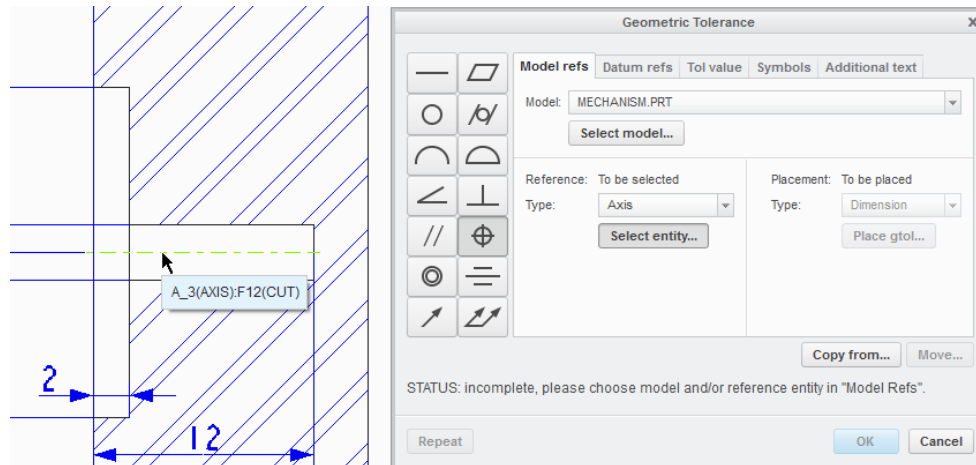 Geometric Tolerance
x
Model refs Datum refs Tol value Symbols Additional text
Model: MECHANISM.PRT
Select model...
Reference: To be selected
Type: Axis
Select entity...
Placement: To be placed
Type: Dimension
Place gtol...
Copy from... Move...
STATUS: incomplete, please choose model and/or reference entity in "Model Refs".
Repeat OK Cancel
A_3(AXIS):F12(CUT)
2
12